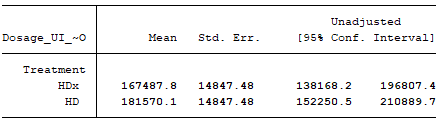 Unadjusted
Dosage_UI_~O Mean Std. Err. [95% Conf. Interval]
Treatment
HDx 167487.8 14847.48 138168.2 196807.4
HD 181570.1 14847.48 152250.5 210889.7